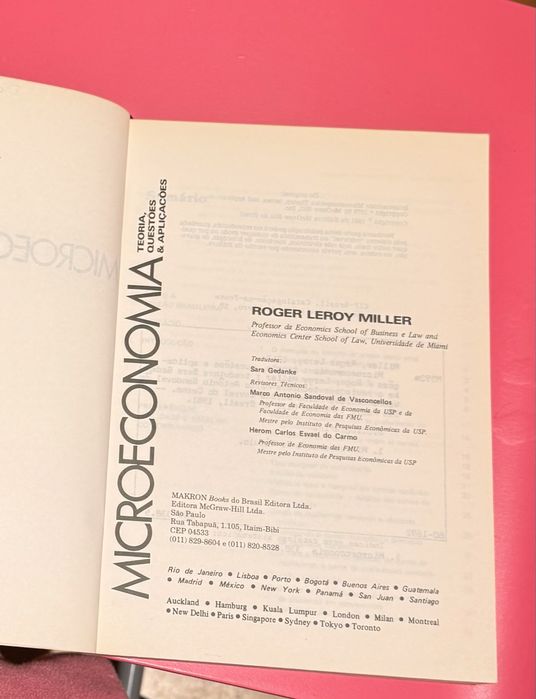 MICROECONOMIA
TEORIA,
QUESTÕES
& APLICAÇÕES
ROGER LEROY MILLER
Professor da Economics School of Business e Law and
Economics Center School of Law, Universidade de Miami
Tradutora:
Sara Gedanke
Revisores Técnicos:
Marco Antonio Sandoval de Vasconcellos
Professor da Faculdade de Economia da USP e da
Faculdade de Economia das FMU.
Mestre pelo Instituto de Pesquisas Econômicas da USP.
Herom Carlos Esvael do Carmo
Professor de Economia das FMU.
Mestre pelo Instituto de Pesquisas Econômicas da USP
MAKRON Books do Brasil Editora Ltda.
Editora McGraw-Hill Ltda.
São Paulo
Rua Tabapuã, 1.105, Itaim-Bibi
CEP 04533
(011) 829-8604 e (011) 820-8528
Rio de Janeiro • Lisboa • Porto • Bogotá • Buenos Aires • Guatemala
• Madrid • México • New York • Panamá • San Juan • Santiago
Auckland • Hamburg • Kuala Lumpur • London • Milan • Montreal
• New Delhi • Paris • Singapore • Sydney • Tokyo • Toronto